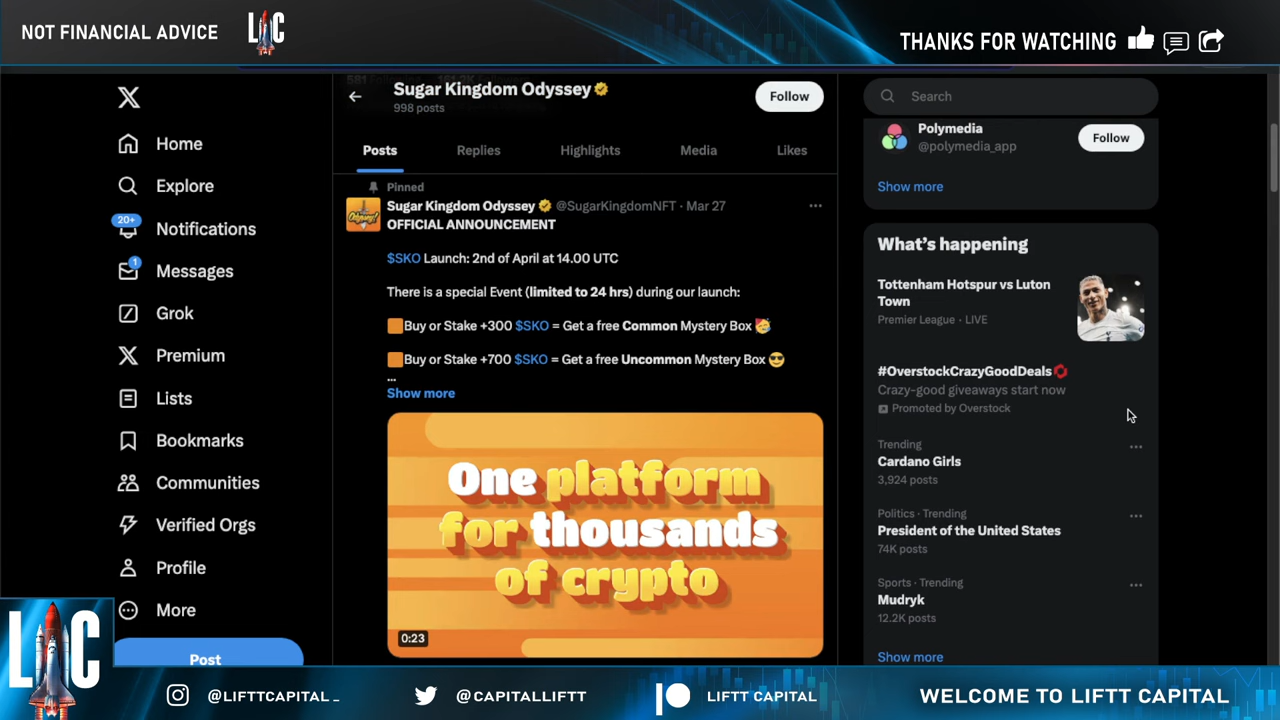 NOT FINANCIAL ADVICE
LC
THANKS FOR WATCHING
Home
Explore
20+
Notifications
1
Messages
Grok
Premium
Lists
Bookmarks
Communities
Verified Orgs
Profile
More
Post
Sugar Kingdom Odyssey
998 posts
Follow
Posts
Replies
Highlights
Media
Likes
Pinned
Sugar Kingdom Odyssey @SugarKingdomNFT · Mar 27
OFFICIAL ANNOUNCEMENT
$SKO Launch: 2nd of April at 14.00 UTC
There is a special Event (limited to 24 hrs) during our launch:
🟧Buy or Stake +300 $SKO = Get a free Common Mystery Box 🥳
🟧Buy or Stake +700 $SKO = Get a free Uncommon Mystery Box 😎
...
Show more
One platform
for thousands
of crypto
0:23
Search
Polymedia
@polymedia_app
Follow
Show more
What's happening
Tottenham Hotspur vs Luton
Town
Premier League · LIVE
#OverstockCrazyGoodDeals
Crazy-good giveaways start now
Promoted by Overstock
Trending
Cardano Girls
3,924 posts
Politics · Trending
President of the United States
74K posts
Sports · Trending
Mudryk
12.2K posts
Show more
LC
@LIFTTCAPITAL_
@CAPITALLIFTT
LIFTT CAPITAL
WELCOME TO LIFTT CAPITAL